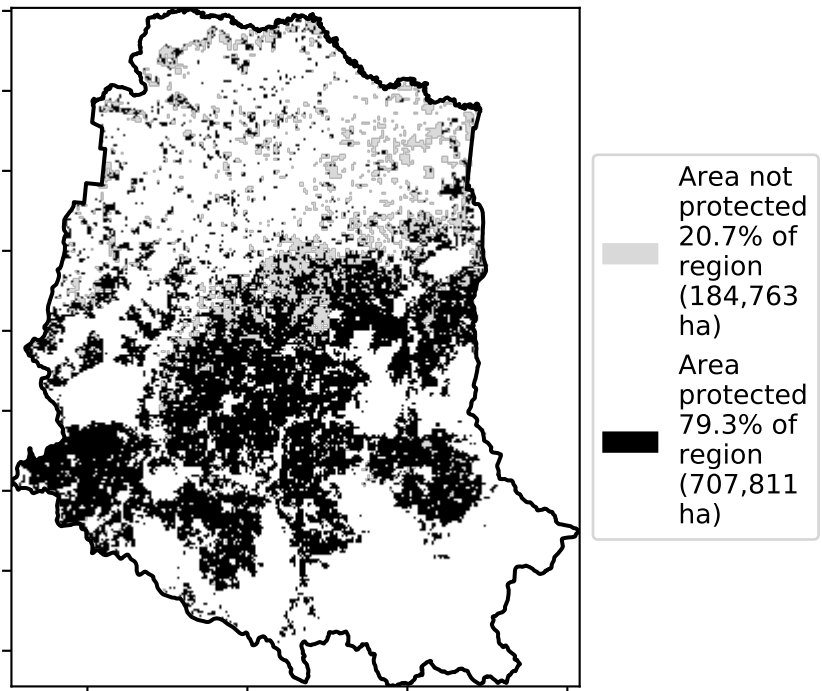 Area not
protected
20.7% of
region
(184,763
ha)
Area
protected
79.3% of
region
(707,811
ha)